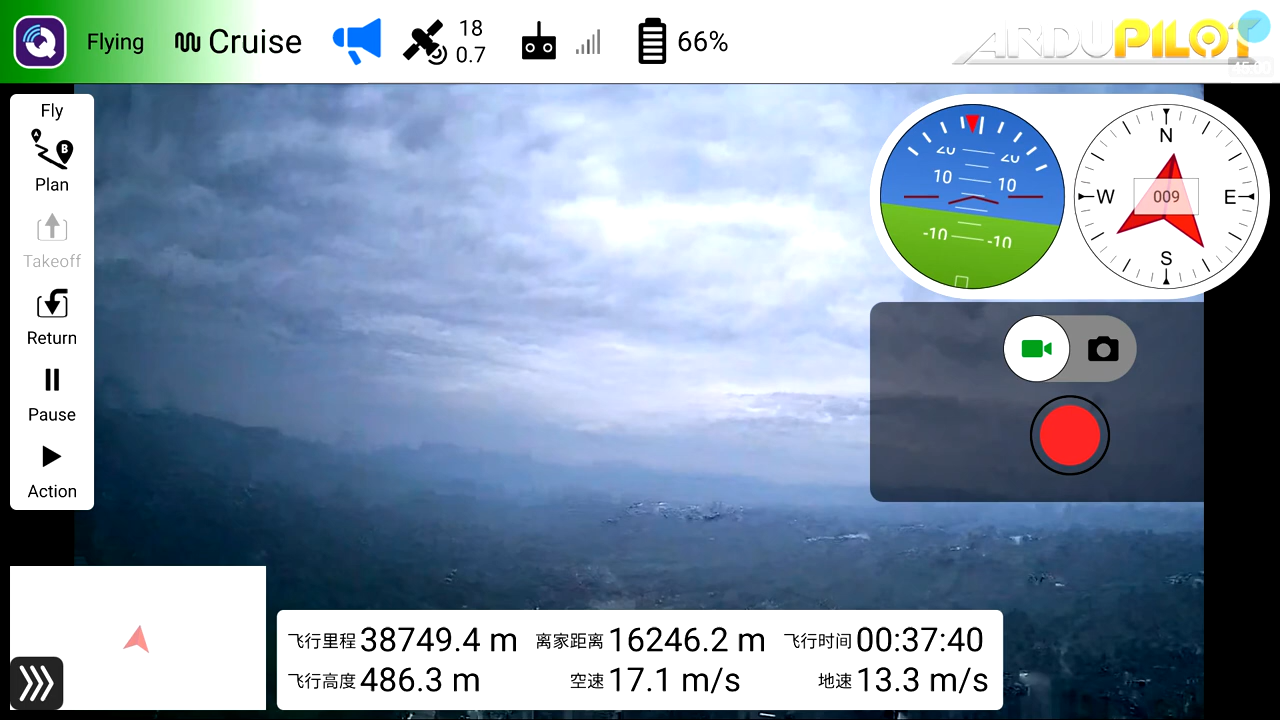 Flying
Cruise
18
0.7
66%
ARDUPILOT
Fly
Plan
Takeoff
Return
Pause
Action
20 20
10 10
-10 -10
N
W 009 E
S
飞行里程 38749.4 m 离家距离 16246.2 m 飞行时间 00:37:40
飞行高度 486.3 m 空速 17.1 m/s 地速 13.3 m/s